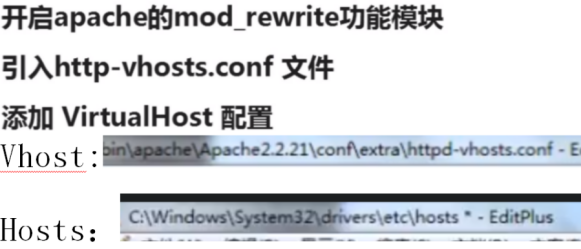 开启apache的mod_rewrite功能模块
引入http-vhosts.conf 文件
添加 VirtualHost 配置
Vhost:bin\apache\Apache2.2.21\conf\extra\httpd-vhosts.conf - E
Hosts: C:\Windows\System32\drivers\etc\hosts * - EditPlus